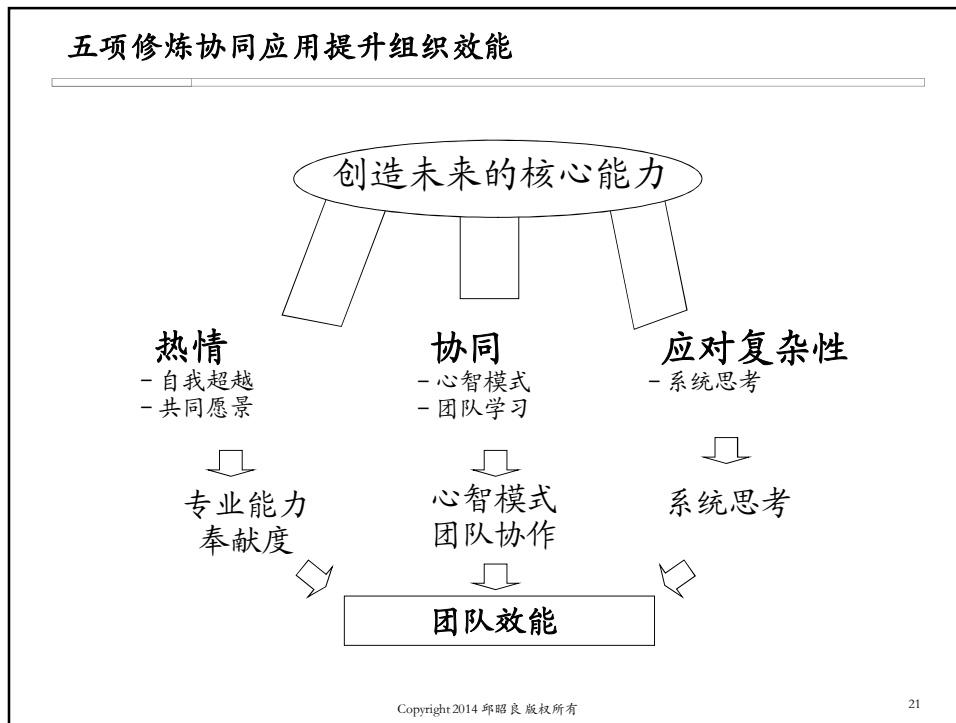 五项修炼协同应用提升组织效能
创造未来的核心能力
热情
- 自我超越
- 共同愿景
协同
- 心智模式
- 团队学习
应对复杂性
- 系统思考
专业能力
奉献度
心智模式
团队协作
系统思考
团队效能
Copyright 2014 邱昭良 版权所有
21